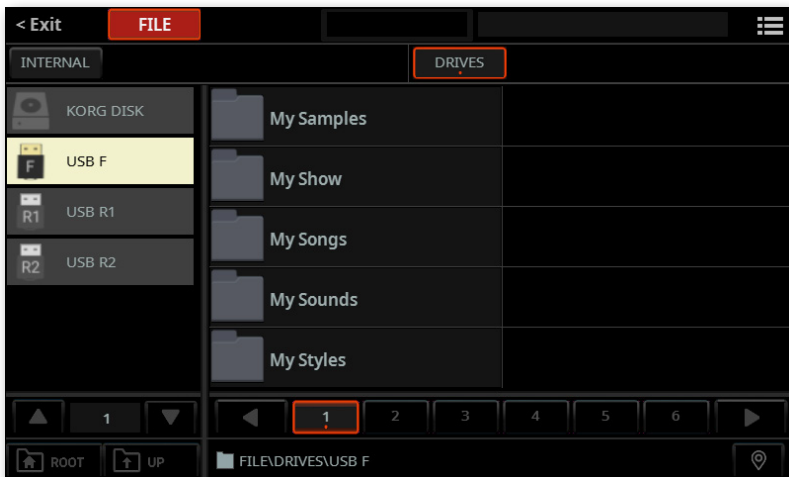 < Exit FILE
INTERNAL DRIVES
KORG DISK
F USB F
R1 USB R1
R2 USB R2
My Samples
My Show
My Songs
My Sounds
My Styles
1 1 2 3 4 5 6
ROOT UP FILE\DRIVES\USB F